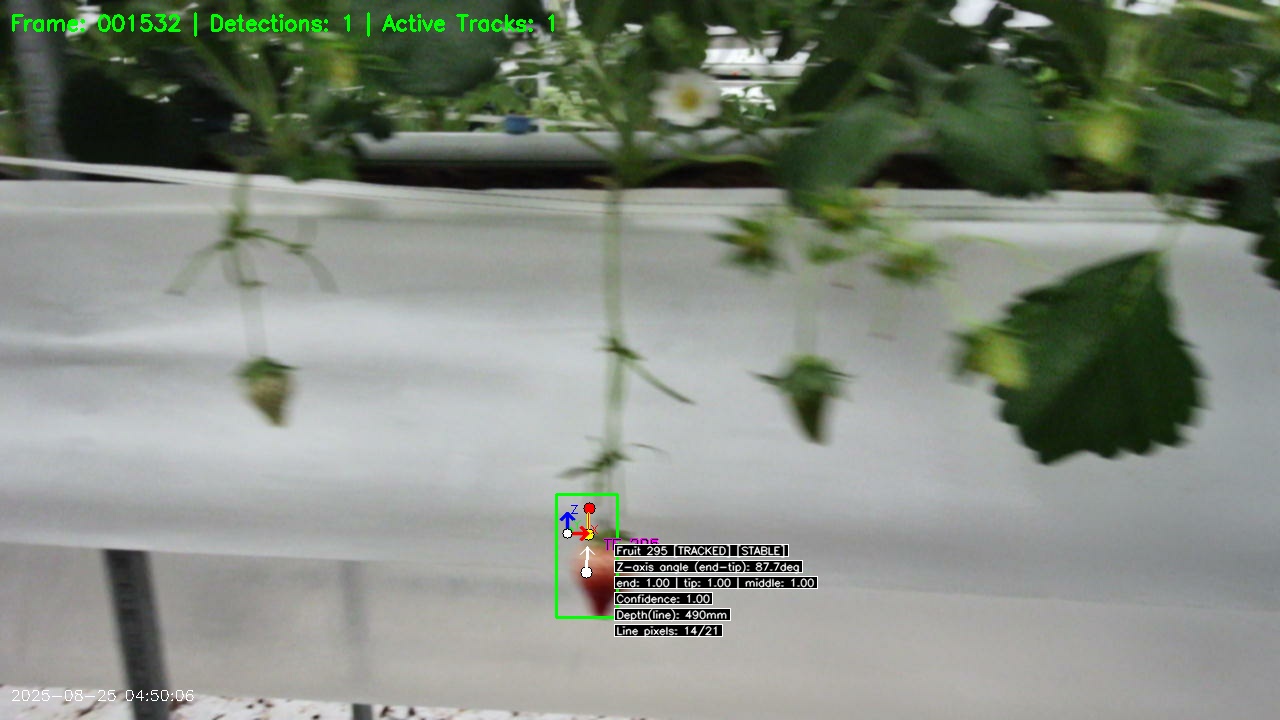 Frame: 001532 | Detections: 1 | Active Tracks: 1
Z
Fruit 295 [TRACKED] [STABLE]
Z-axis angle (end-tip): 87.7deg
end: 1.00 | tip: 1.00 | middle: 1.00
Confidence: 1.00
Depth(line): 490mm
Line pixels: 14/21
2025-08-25 04:50:06